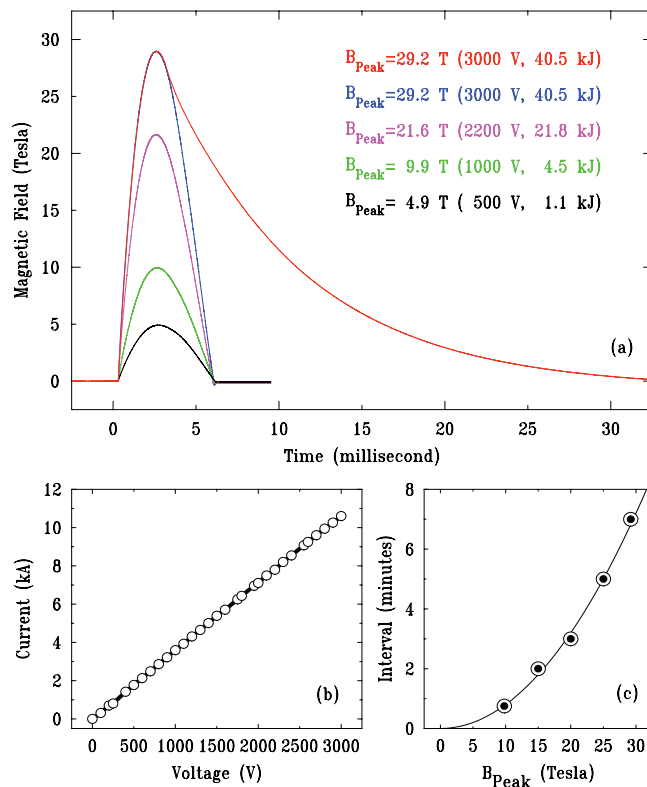 30
25
20
15
10
5
0
Magnetic Field (Tesla)
B_Peak=29.2 T (3000 V, 40.5 kJ)
B_Peak=29.2 T (3000 V, 40.5 kJ)
B_Peak=21.6 T (2200 V, 21.8 kJ)
B_Peak= 9.9 T (1000 V, 4.5 kJ)
B_Peak= 4.9 T ( 500 V, 1.1 kJ)
(a)
0 5 10 15 20 25 30
Time (millisecond)
12
10
8
6
4
2
0
Current (kA)
(b)
0 500 1000 1500 2000 2500 3000
Voltage (V)
8
6
4
2
0
Interval (minutes)
(c)
0 5 10 15 20 25 30
B_Peak (Tesla)